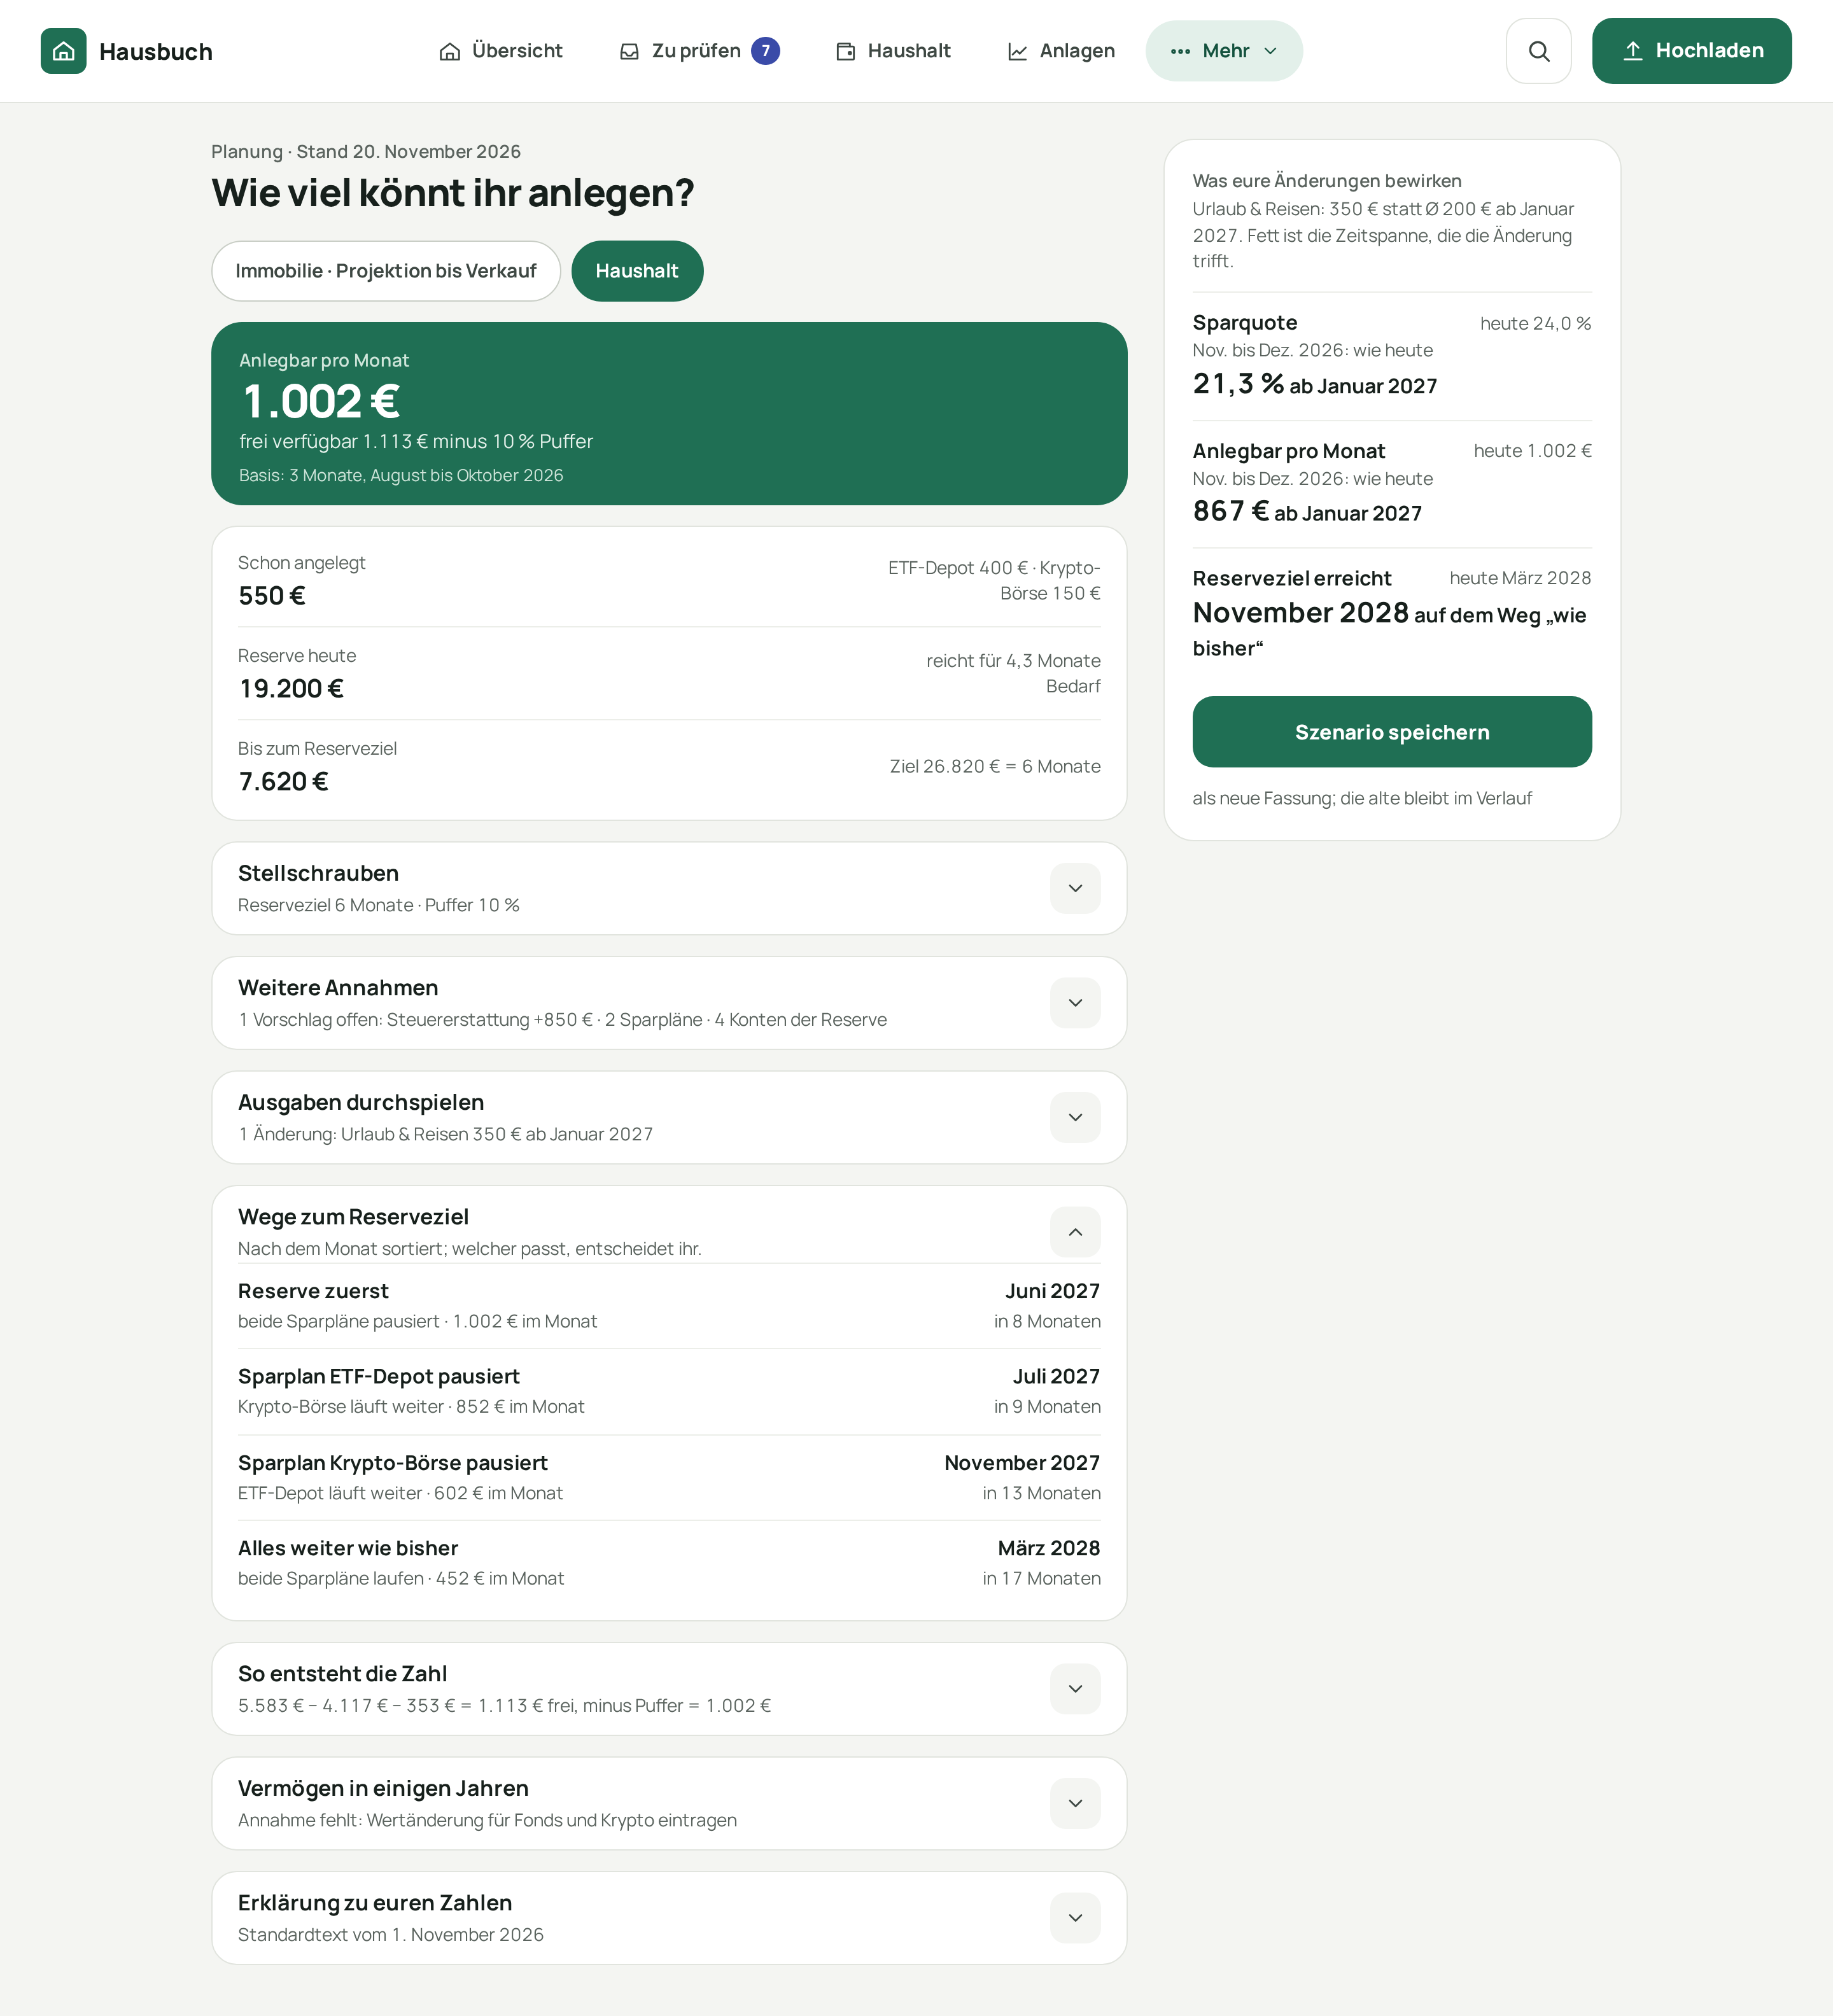 Hausbuch
Übersicht
Zu prüfen 7
Haushalt
Anlagen
Mehr
Hochladen
Planung · Stand 20. November 2026
Wie viel könnt ihr anlegen?
Immobilie · Projektion bis Verkauf
Haushalt
Anlegbar pro Monat
1.002 €
frei verfügbar 1.113 € minus 10 % Puffer
Basis: 3 Monate, August bis Oktober 2026
Schon angelegt
550 €
ETF-Depot 400 € · Krypto-
Börse 150 €
Reserve heute
19.200 €
reicht für 4,3 Monate
Bedarf
Bis zum Reserveziel
7.620 €
Ziel 26.820 € = 6 Monate
Stellschrauben
Reserveziel 6 Monate · Puffer 10 %
Weitere Annahmen
1 Vorschlag offen: Steuererstattung +850 € · 2 Sparpläne · 4 Konten der Reserve
Ausgaben durchspielen
1 Änderung: Urlaub & Reisen 350 € ab Januar 2027
Wege zum Reserveziel
Nach dem Monat sortiert; welcher passt, entscheidet ihr.
Reserve zuerst
Juni 2027
beide Sparpläne pausiert · 1.002 € im Monat
in 8 Monaten
Sparplan ETF-Depot pausiert
Juli 2027
Krypto-Börse läuft weiter · 852 € im Monat
in 9 Monaten
Sparplan Krypto-Börse pausiert
November 2027
ETF-Depot läuft weiter · 602 € im Monat
in 13 Monaten
Alles weiter wie bisher
März 2028
beide Sparpläne laufen · 452 € im Monat
in 17 Monaten
So entsteht die Zahl
5.583 € − 4.117 € − 353 € = 1.113 € frei, minus Puffer = 1.002 €
Vermögen in einigen Jahren
Annahme fehlt: Wertänderung für Fonds und Krypto eintragen
Erklärung zu euren Zahlen
Standardtext vom 1. November 2026
Was eure Änderungen bewirken
Urlaub & Reisen: 350 € statt Ø 200 € ab Januar
2027. Fett ist die Zeitspanne, die die Änderung
trifft.
Sparquote
heute 24,0 %
Nov. bis Dez. 2026: wie heute
21,3 % ab Januar 2027
Anlegbar pro Monat
heute 1.002 €
Nov. bis Dez. 2026: wie heute
867 € ab Januar 2027
Reserveziel erreicht
heute März 2028
November 2028 auf dem Weg „wie
bisher“
Szenario speichern
als neue Fassung; die alte bleibt im Verlauf